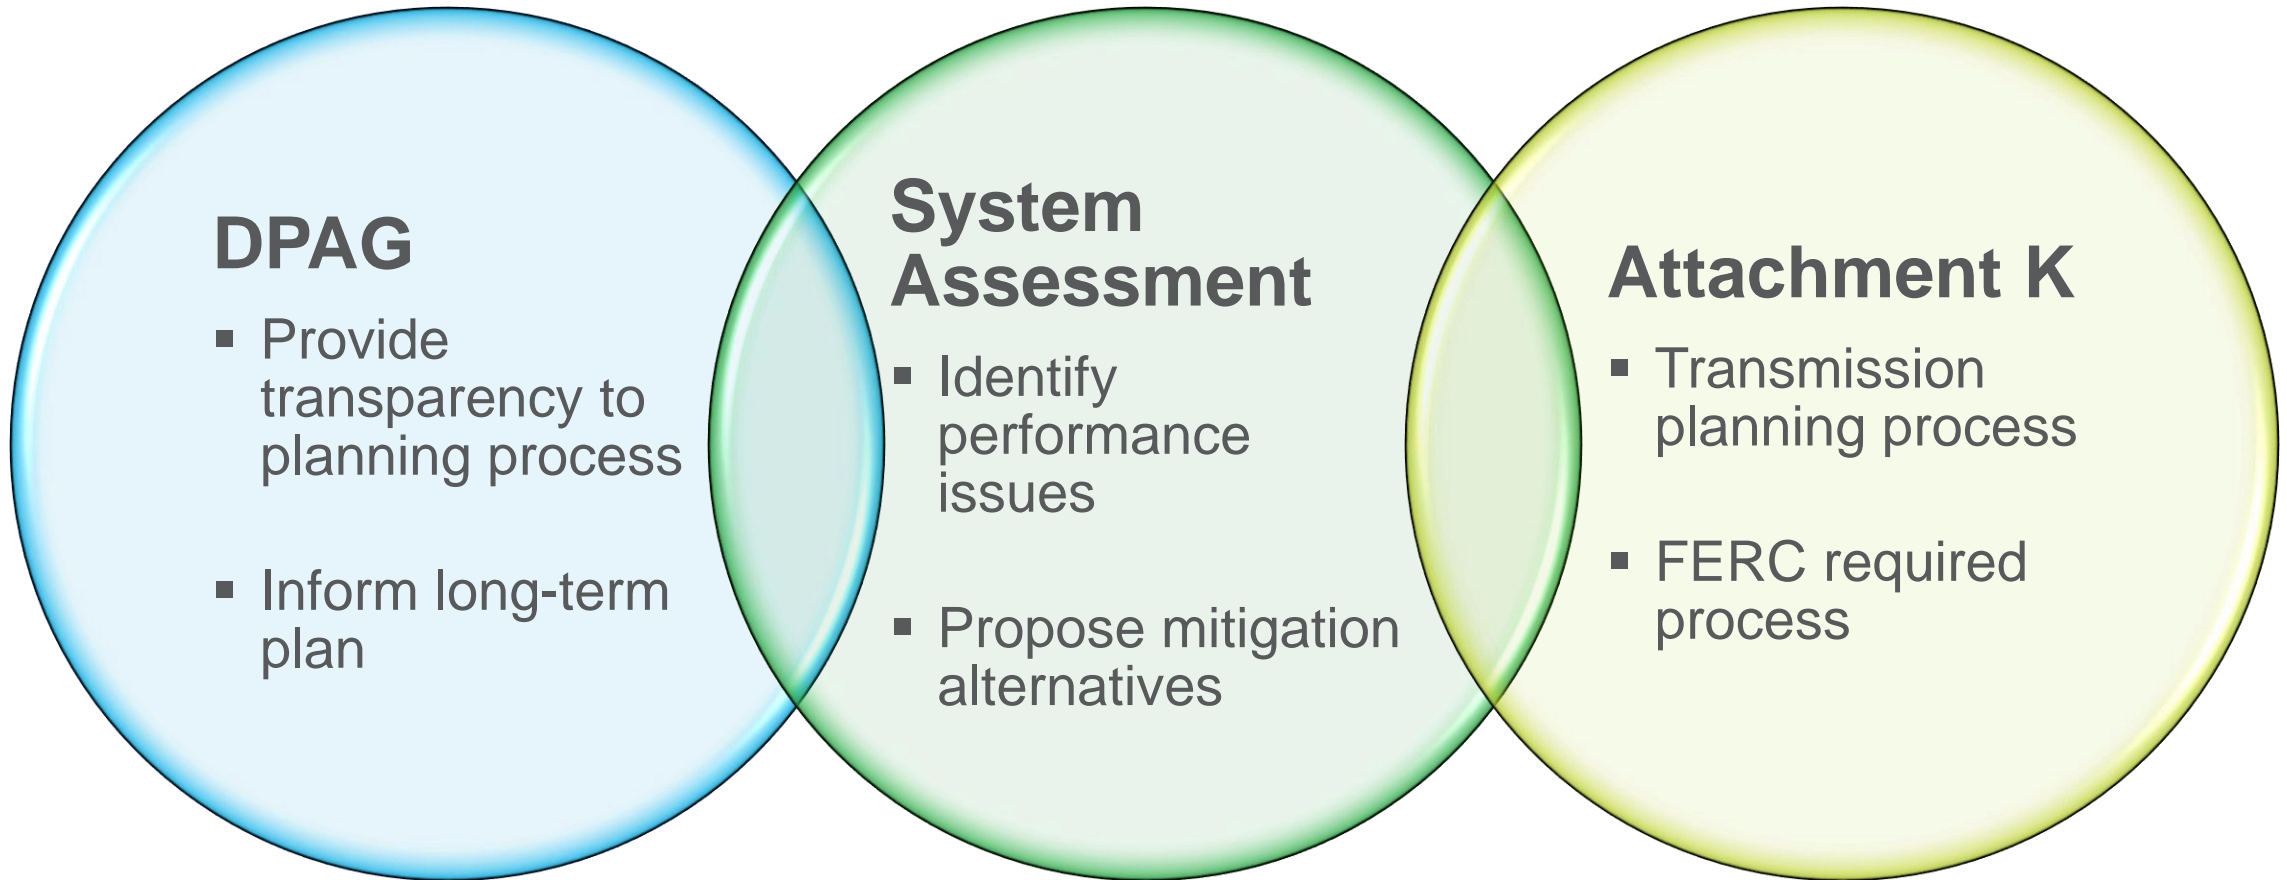 DPAG
▪ Provide
transparency to
planning process
▪ Inform long-term
plan
System
Assessment
▪ Identify
performance
issues
▪ Propose mitigation
alternatives
Attachment K
▪ Transmission
planning process
▪ FERC required
process